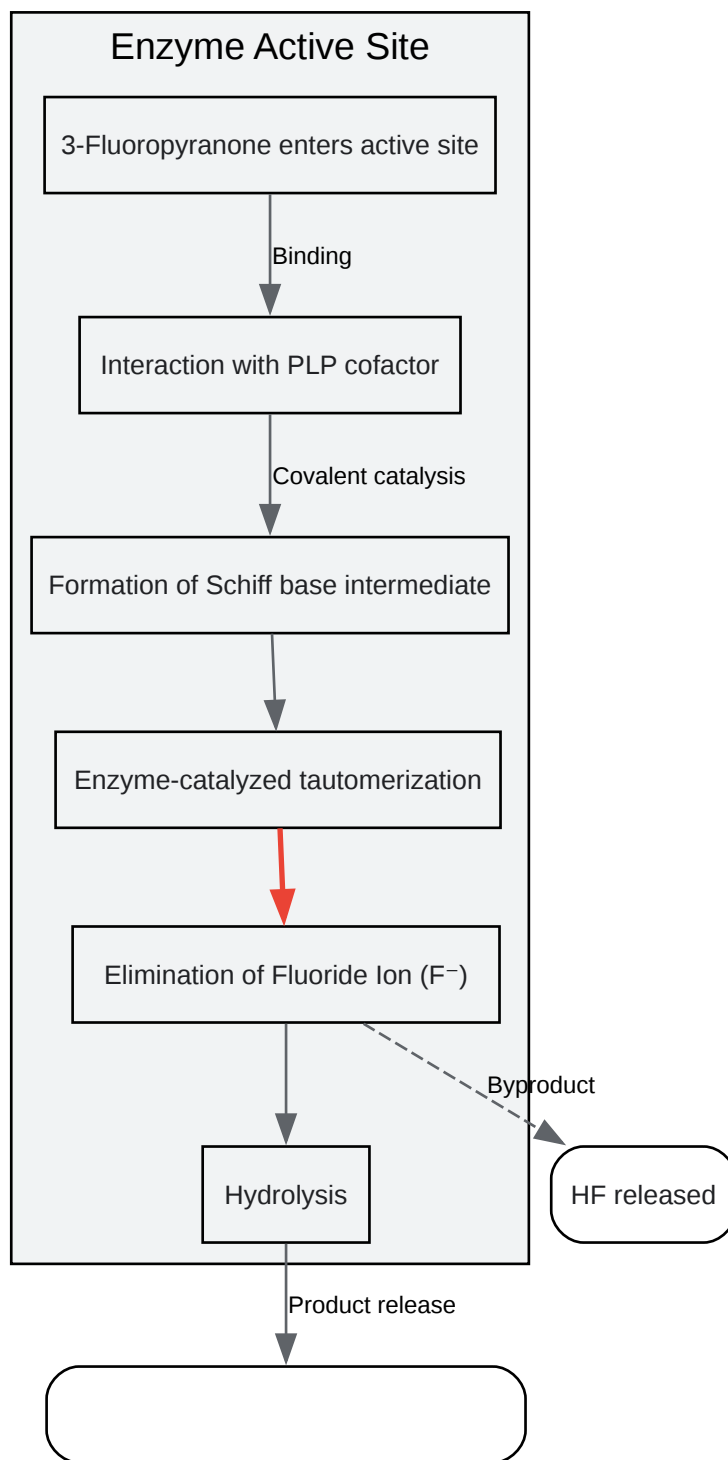 Enzyme Active Site
3-Fluoropyranone enters active site
Binding
Interaction with PLP cofactor
Covalent catalysis
Formation of Schiff base intermediate
Enzyme-catalyzed tautomerization
Elimination of Fluoride Ion (F⁻)
Byproduct
Hydrolysis
HF released
Product release